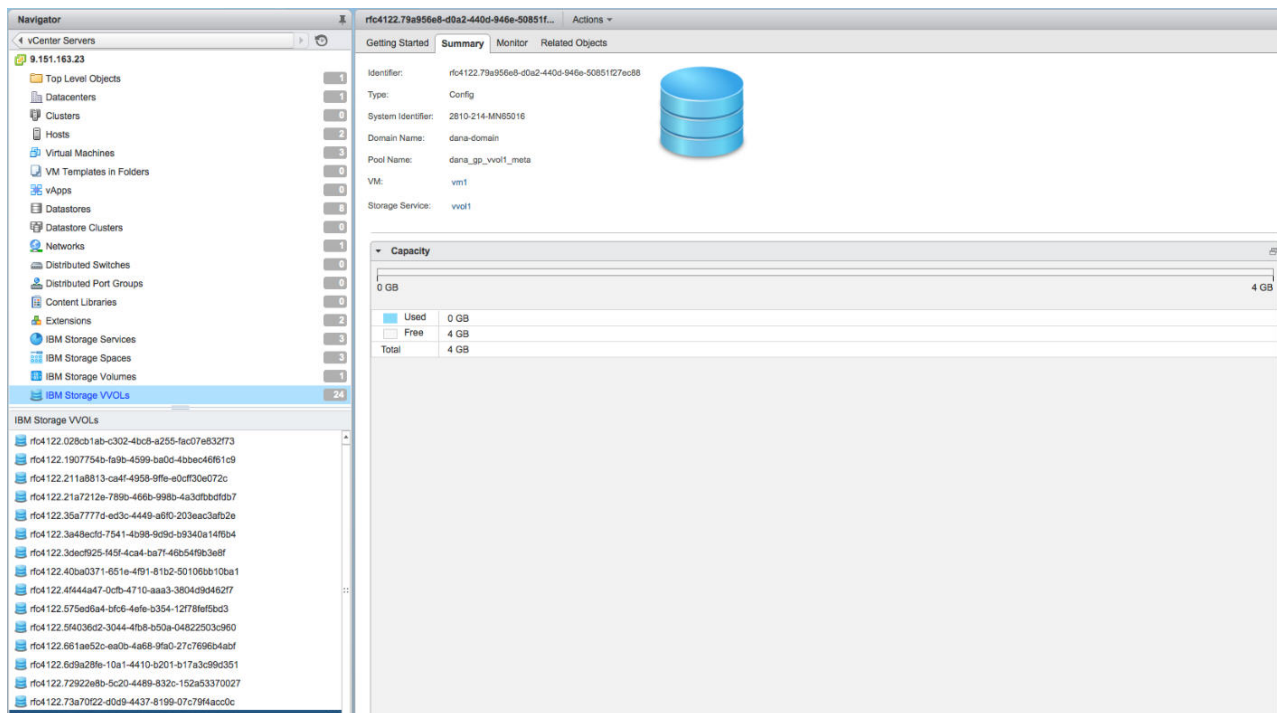 Navigator
vCenter Servers
9.151.163.23
Top Level Objects 1
Datacenters 1
Clusters 0
Hosts 2
Virtual Machines 3
VM Templates in Folders 0
vApps 0
Datastores 8
Datastore Clusters 0
Networks 1
Distributed Switches 0
Distributed Port Groups 0
Content Libraries 0
Extensions 2
IBM Storage Services 3
IBM Storage Spaces 3
IBM Storage Volumes 1
IBM Storage VVOLs 24
IBM Storage VVOLs
rfc4122.028cb1ab-c302-4bc8-a255-fac07e832f73
rfc4122.1907754b-fa9b-4599-ba0d-4bbec46f61c9
rfc4122.211a8813-ca4f-4958-9ffe-e0cff30e072c
rfc4122.21a7212e-789b-466b-998b-4a3dfbbdfdb7
rfc4122.35a7777d-ed3c-4449-a6f0-203eac3afb2e
rfc4122.3a48ecfd-7541-4b98-9d9d-b9340a14f6b4
rfc4122.3decf925-f45f-4ca4-ba7f-46b54f9b3e8f
rfc4122.40ba0371-651e-4f91-81b2-50106bb10ba1
rfc4122.4f444a47-0cfb-4710-aaa3-3804d9d462f7
rfc4122.575ed6a4-bfc6-4efe-b354-12f78fef5bd3
rfc4122.5f4036d2-3044-4fb8-b50a-04822503c960
rfc4122.661ae52c-ea0b-4a68-9fa0-27c7696b4abf
rfc4122.6d9a28fe-10a1-4410-b201-b17a3c99d351
rfc4122.72922e8b-5c20-4489-832c-152a53370027
rfc4122.73a70f22-d0d9-4437-8199-07c79f4acc0c
rfc4122.79a956e8-d0a2-440d-946e-50851f... Actions
Getting Started Summary Monitor Related Objects
Identifier: rfc4122.79a956e8-d0a2-440d-946e-50851f27ec88
Type: Config
System Identifier: 2810-214-MN65016
Domain Name: dana-domain
Pool Name: dana_gp_vvol1_meta
VM: vm1
Storage Service: vvol1
Capacity
0 GB 4 GB
Used 0 GB
Free 4 GB
Total 4 GB